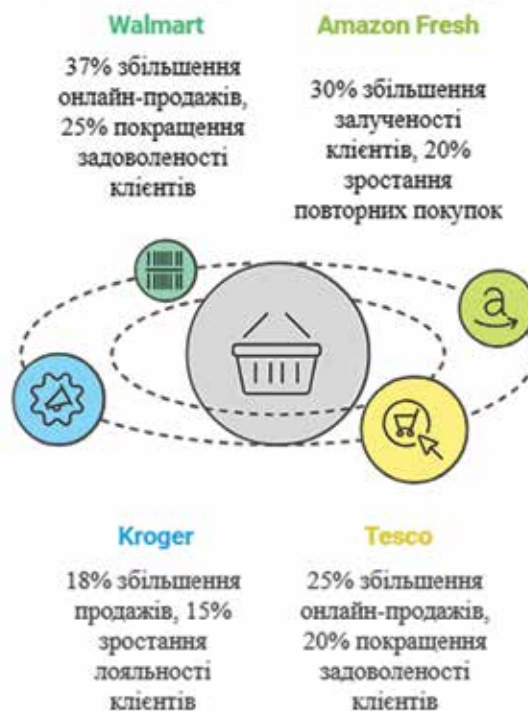 Walmart
37% збільшення
онлайн-продажів,
25% покращення
задоволеності
клієнтів
Amazon Fresh
30% збільшення
залученості
клієнтів, 20%
зростання
повторних покупок
a
Kroger
18% збільшення
продажів, 15%
зростання
лояльності
клієнтів
Tesco
25% збільшення
онлайн-продажів,
20% покращення
задоволеності
клієнтів